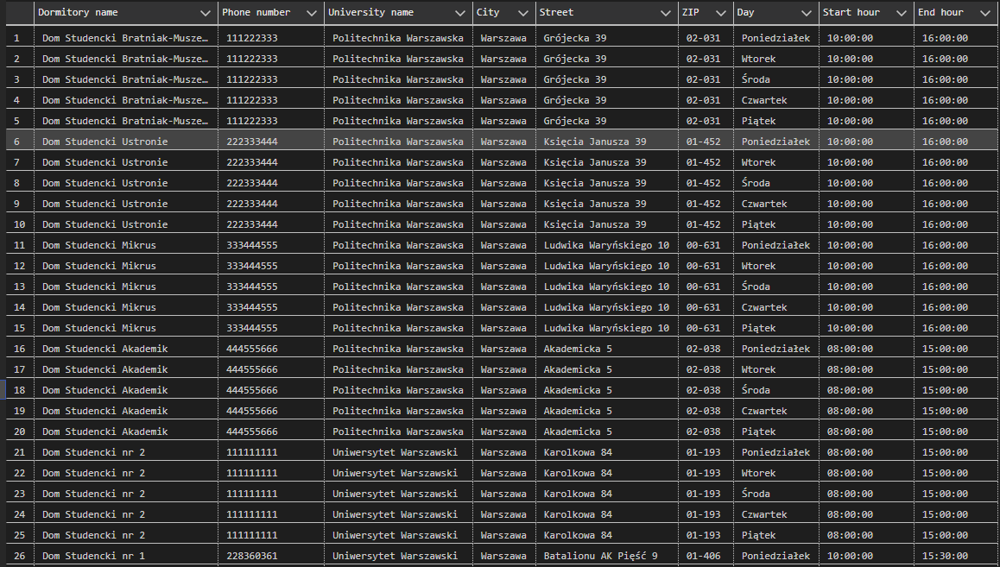 Dormitory name Phone number University name City Street ZIP Day Start hour End hour
1 Dom Studencki Bratniak-Musze… 111222333 Politechnika Warszawska Warszawa Grójecka 39 02-031 Poniedziałek 10:00:00 16:00:00
2 Dom Studencki Bratniak-Musze… 111222333 Politechnika Warszawska Warszawa Grójecka 39 02-031 Wtorek 10:00:00 16:00:00
3 Dom Studencki Bratniak-Musze… 111222333 Politechnika Warszawska Warszawa Grójecka 39 02-031 Środa 10:00:00 16:00:00
4 Dom Studencki Bratniak-Musze… 111222333 Politechnika Warszawska Warszawa Grójecka 39 02-031 Czwartek 10:00:00 16:00:00
5 Dom Studencki Bratniak-Musze… 111222333 Politechnika Warszawska Warszawa Grójecka 39 02-031 Piątek 10:00:00 16:00:00
6 Dom Studencki Ustronie 222333444 Politechnika Warszawska Warszawa Księcia Janusza 39 01-452 Poniedziałek 10:00:00 16:00:00
7 Dom Studencki Ustronie 222333444 Politechnika Warszawska Warszawa Księcia Janusza 39 01-452 Wtorek 10:00:00 16:00:00
8 Dom Studencki Ustronie 222333444 Politechnika Warszawska Warszawa Księcia Janusza 39 01-452 Środa 10:00:00 16:00:00
9 Dom Studencki Ustronie 222333444 Politechnika Warszawska Warszawa Księcia Janusza 39 01-452 Czwartek 10:00:00 16:00:00
10 Dom Studencki Ustronie 222333444 Politechnika Warszawska Warszawa Księcia Janusza 39 01-452 Piątek 10:00:00 16:00:00
11 Dom Studencki Mikrus 333444555 Politechnika Warszawska Warszawa Ludwika Waryńskiego 10 00-631 Poniedziałek 10:00:00 16:00:00
12 Dom Studencki Mikrus 333444555 Politechnika Warszawska Warszawa Ludwika Waryńskiego 10 00-631 Wtorek 10:00:00 16:00:00
13 Dom Studencki Mikrus 333444555 Politechnika Warszawska Warszawa Ludwika Waryńskiego 10 00-631 Środa 10:00:00 16:00:00
14 Dom Studencki Mikrus 333444555 Politechnika Warszawska Warszawa Ludwika Waryńskiego 10 00-631 Czwartek 10:00:00 16:00:00
15 Dom Studencki Mikrus 333444555 Politechnika Warszawska Warszawa Ludwika Waryńskiego 10 00-631 Piątek 10:00:00 16:00:00
16 Dom Studencki Akademik 444555666 Politechnika Warszawska Warszawa Akademicka 5 02-038 Poniedziałek 08:00:00 15:00:00
17 Dom Studencki Akademik 444555666 Politechnika Warszawska Warszawa Akademicka 5 02-038 Wtorek 08:00:00 15:00:00
18 Dom Studencki Akademik 444555666 Politechnika Warszawska Warszawa Akademicka 5 02-038 Środa 08:00:00 15:00:00
19 Dom Studencki Akademik 444555666 Politechnika Warszawska Warszawa Akademicka 5 02-038 Czwartek 08:00:00 15:00:00
20 Dom Studencki Akademik 444555666 Politechnika Warszawska Warszawa Akademicka 5 02-038 Piątek 08:00:00 15:00:00
21 Dom Studencki nr 2 111111111 Uniwersytet Warszawski Warszawa Karolkowa 84 01-193 Poniedziałek 08:00:00 15:00:00
22 Dom Studencki nr 2 111111111 Uniwersytet Warszawski Warszawa Karolkowa 84 01-193 Wtorek 08:00:00 15:00:00
23 Dom Studencki nr 2 111111111 Uniwersytet Warszawski Warszawa Karolkowa 84 01-193 Środa 08:00:00 15:00:00
24 Dom Studencki nr 2 111111111 Uniwersytet Warszawski Warszawa Karolkowa 84 01-193 Czwartek 08:00:00 15:00:00
25 Dom Studencki nr 2 111111111 Uniwersytet Warszawski Warszawa Karolkowa 84 01-193 Piątek 08:00:00 15:00:00
26 Dom Studencki nr 1 228360361 Uniwersytet Warszawski Warszawa Batalionu AK Pięść 9 01-406 Poniedziałek 10:00:00 15:30:00